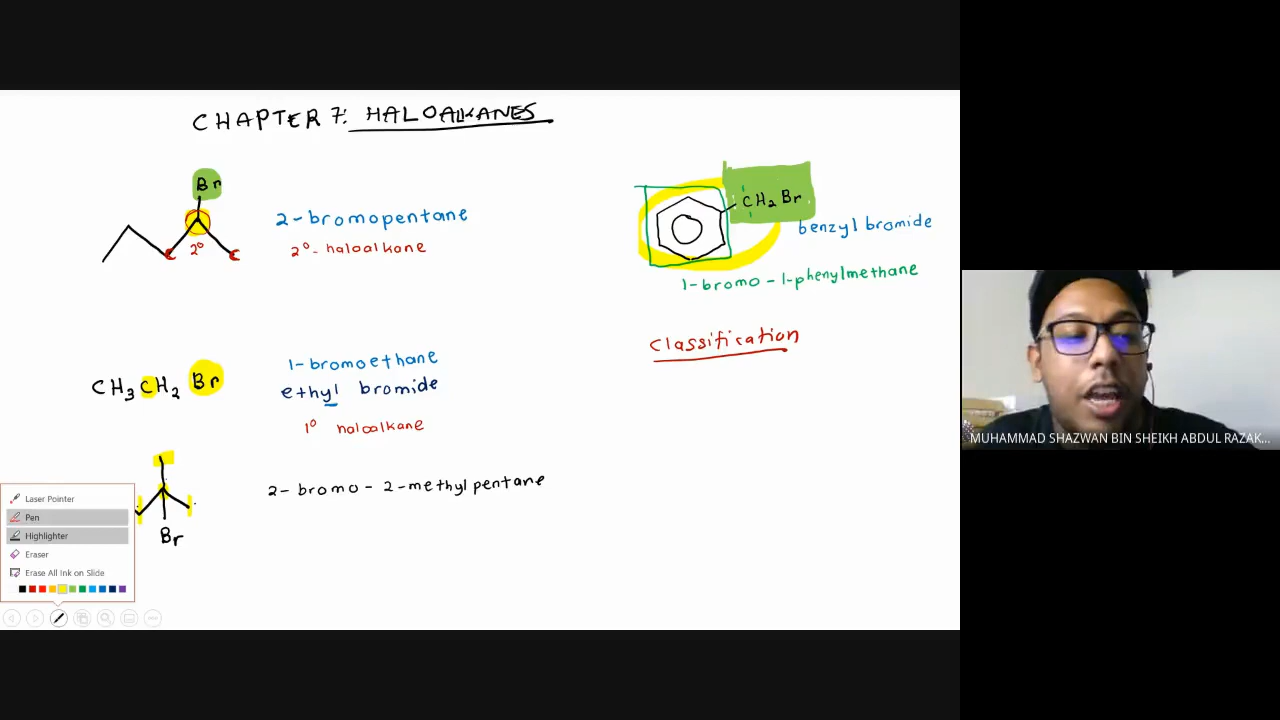 CHAPTER 7: HALOALKANES
Br
2°
2-bromopentane
2°- haloalkane
CH2Br
benzyl bromide
1-bromo-1-phenylmethane
Classification
CH3CH2Br
1-bromoethane
ethyl bromide
1° haloalkane
2-bromo-2-methylpentane
Br
Laser Pointer
Pen
Highlighter
Eraser
Erase All Ink on Slide
MUHAMMAD SHAZWAN BIN SHEIKH ABDUL RAZAK...